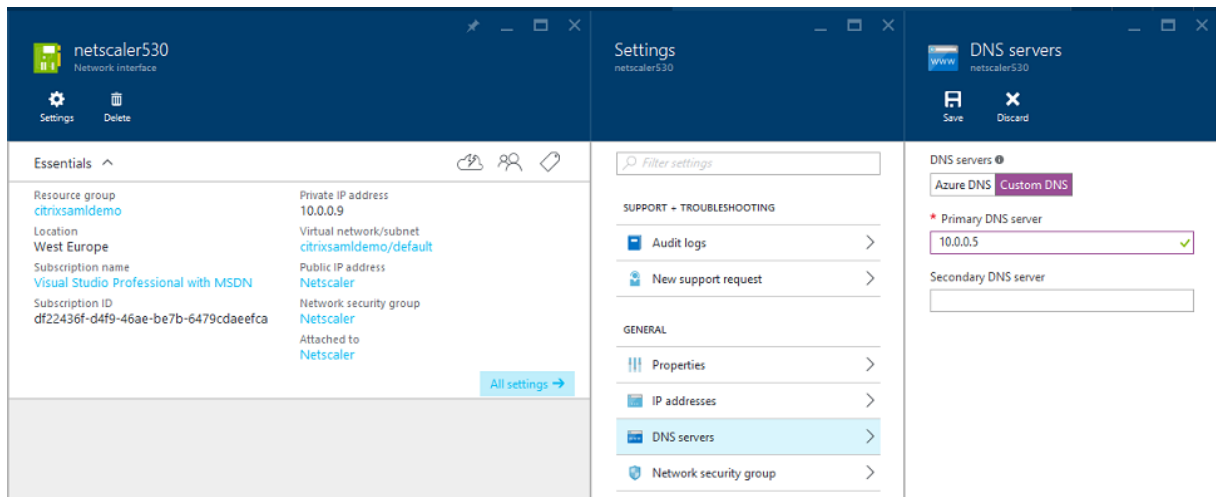 netscaler530
Network interface
Settings
Delete
Essentials
Resource group
citrixsamldemo
Location
West Europe
Subscription name
Visual Studio Professional with MSDN
Subscription ID
df22436f-d4f9-46ae-be7b-6479cdaeefca
Private IP address
10.0.0.9
Virtual network/subnet
citrixsamldemo/default
Public IP address
Netscaler
Network security group
Netscaler
Attached to
Netscaler
All settings →
Settings
netscaler530
Filter settings
SUPPORT + TROUBLESHOOTING
Audit logs
New support request
GENERAL
Properties
IP addresses
DNS servers
Network security group
www
DNS servers
netscaler530
Save
Discard
DNS servers
Azure DNS Custom DNS
* Primary DNS server
10.0.0.5
Secondary DNS server